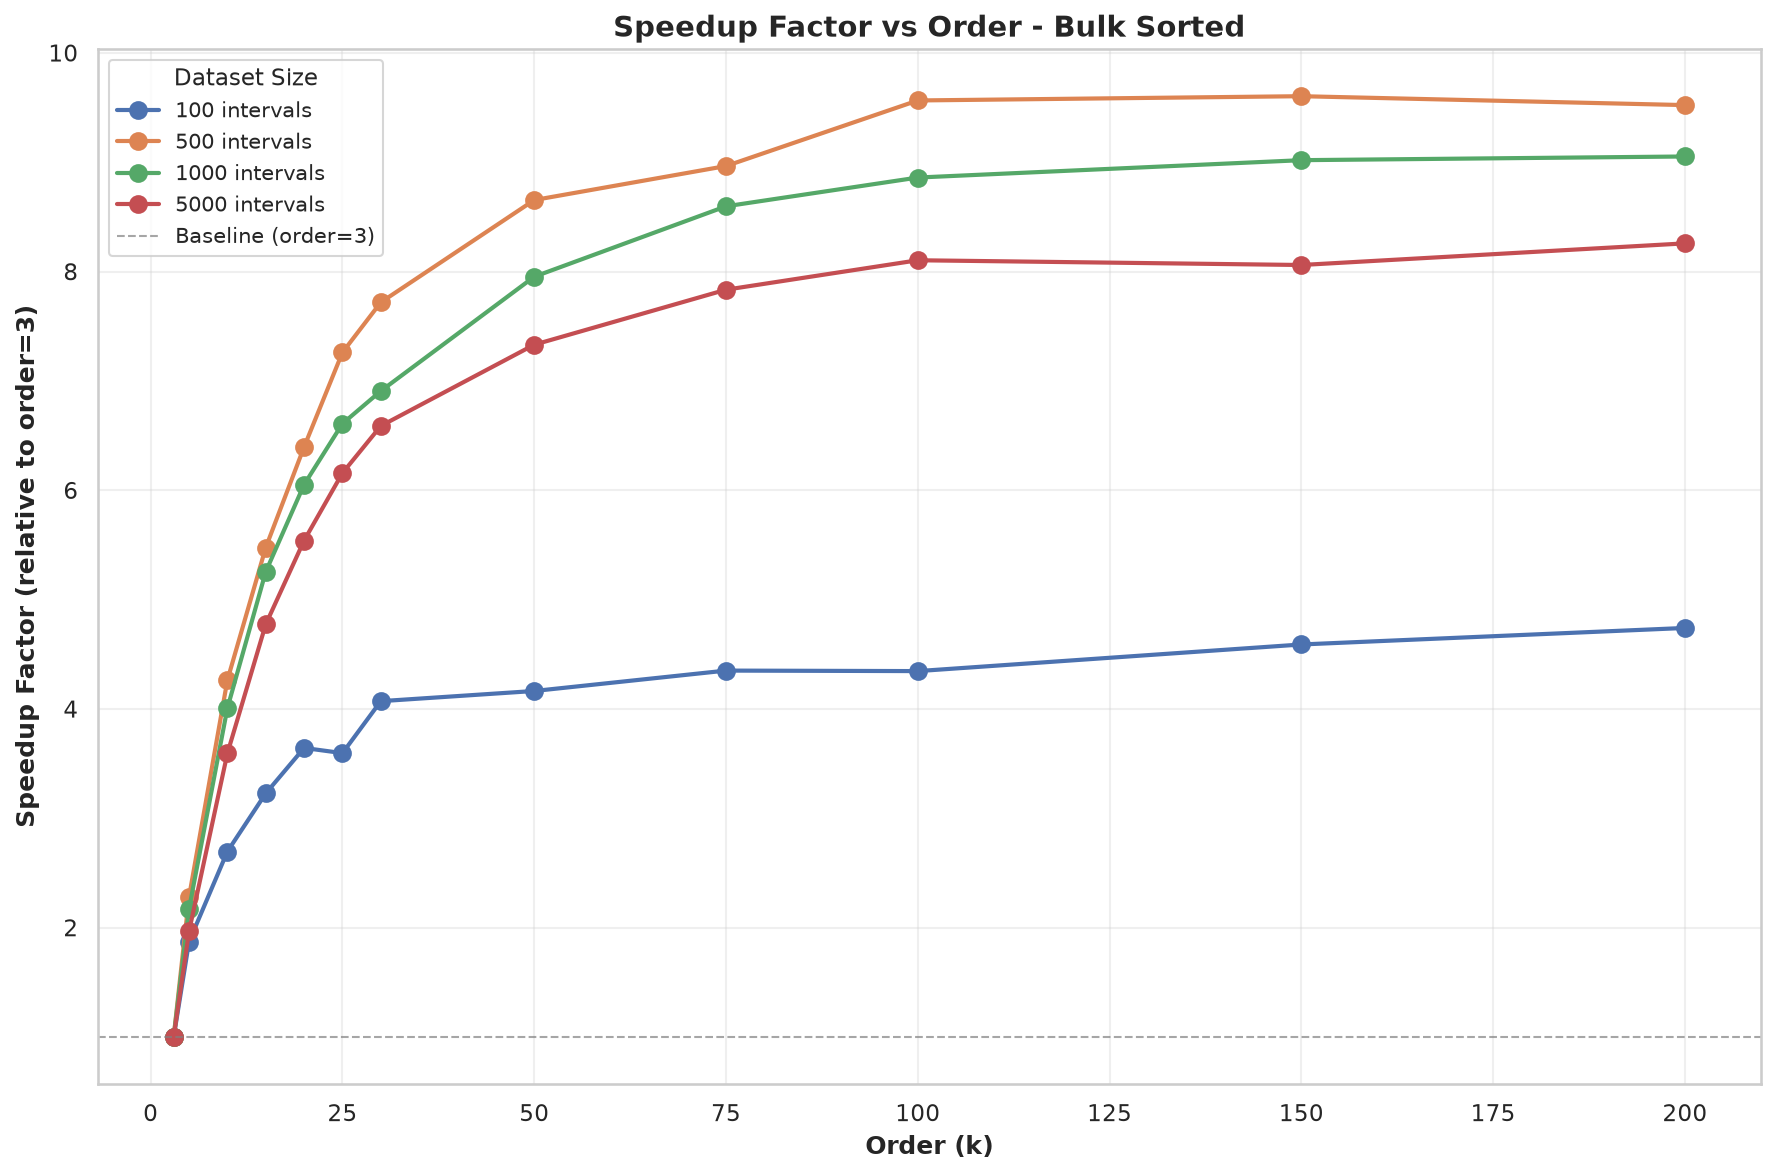 Speedup Factor vs Order - Bulk Sorted
Dataset Size
100 intervals
500 intervals
1000 intervals
5000 intervals
Baseline (order=3)
Speedup Factor (relative to order=3)
10
8
6
4
2
0 25 50 75 100 125 150 175 200
Order (k)